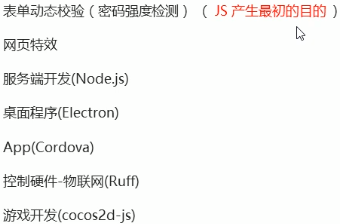 表单动态校验（密码强度检测）（ JS 产生最初的目的 ）
网页特效
服务端开发(Node.js)
桌面程序(Electron)
App(Cordova)
控制硬件-物联网(Ruff)
游戏开发(cocos2d-js)